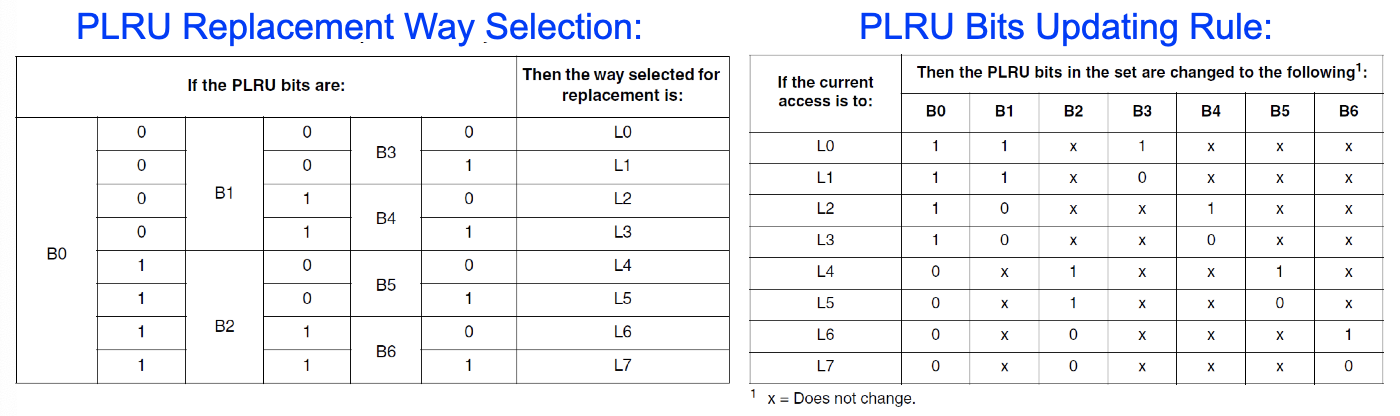 PLRU Replacement Way Selection:
If the PLRU bits are:
Then the way selected for
replacement is:
B0
0
B1
0
B3
0
L0
0
0
1
L1
0
1
B4
0
L2
0
1
1
L3
1
B2
0
B5
0
L4
1
0
1
L5
1
1
B6
0
L6
1
1
1
L7
PLRU Bits Updating Rule:
If the current
access is to:
Then the PLRU bits in the set are changed to the following1:
B0 B1 B2 B3 B4 B5 B6
L0 1 1 x 1 x x x
L1 1 1 x 0 x x x
L2 1 0 x x 1 x x
L3 1 0 x x 0 x x
L4 0 x 1 x x 1 x
L5 0 x 1 x x 0 x
L6 0 x 0 x x x 1
L7 0 x 0 x x x 0
1 x = Does not change.